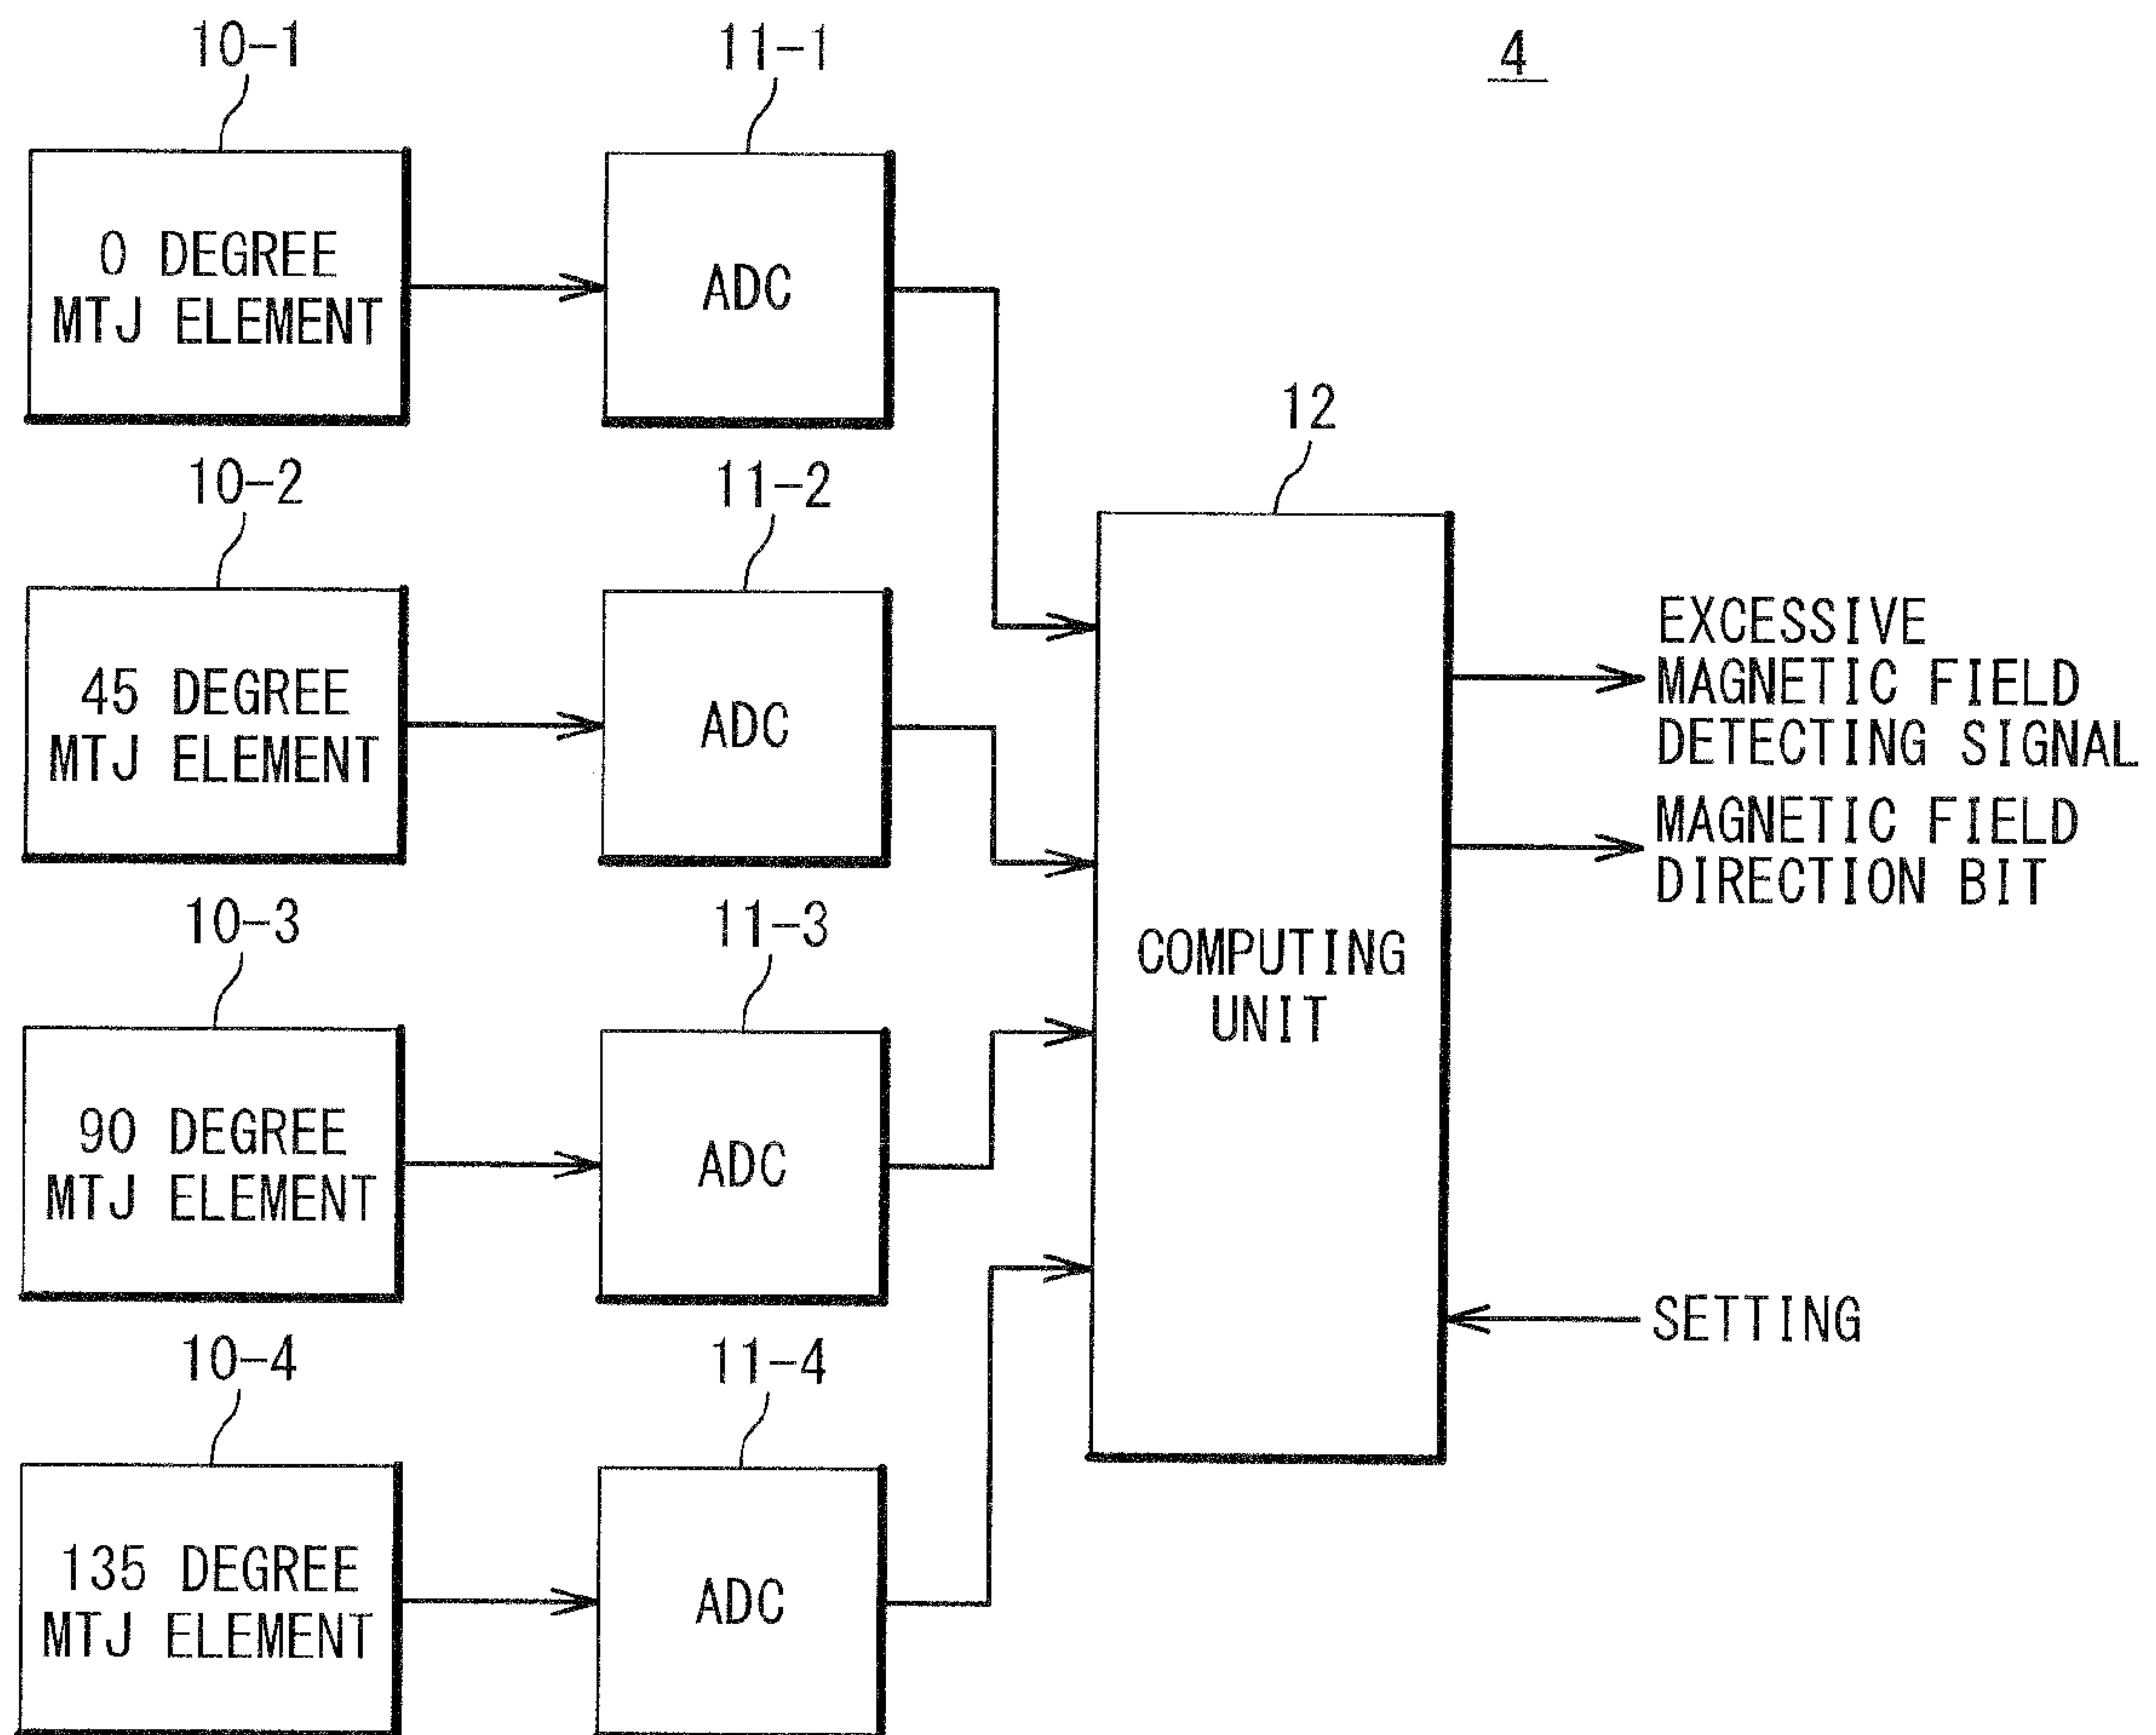 10-1
11-1
4
0 DEGREE
MTJ ELEMENT
ADC
10-2
11-2
12
45 DEGREE
MTJ ELEMENT
ADC
EXCESSIVE
MAGNETIC FIELD
DETECTING SIGNAL
MAGNETIC FIELD
DIRECTION BIT
10-3
11-3
COMPUTING
UNIT
90 DEGREE
MTJ ELEMENT
ADC
SETTING
10-4
11-4
135 DEGREE
MTJ ELEMENT
ADC